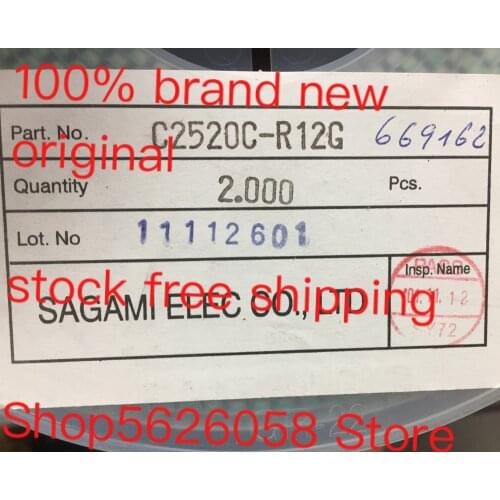 100% brand new
Part. No. C2520C-R12G 669162
original
Quantity 2.000 Pcs.
Lot. No 11112601
Insp. Name
stock free shipping
SAGAMI ELEC CO., LTD
Shop5626058 Store